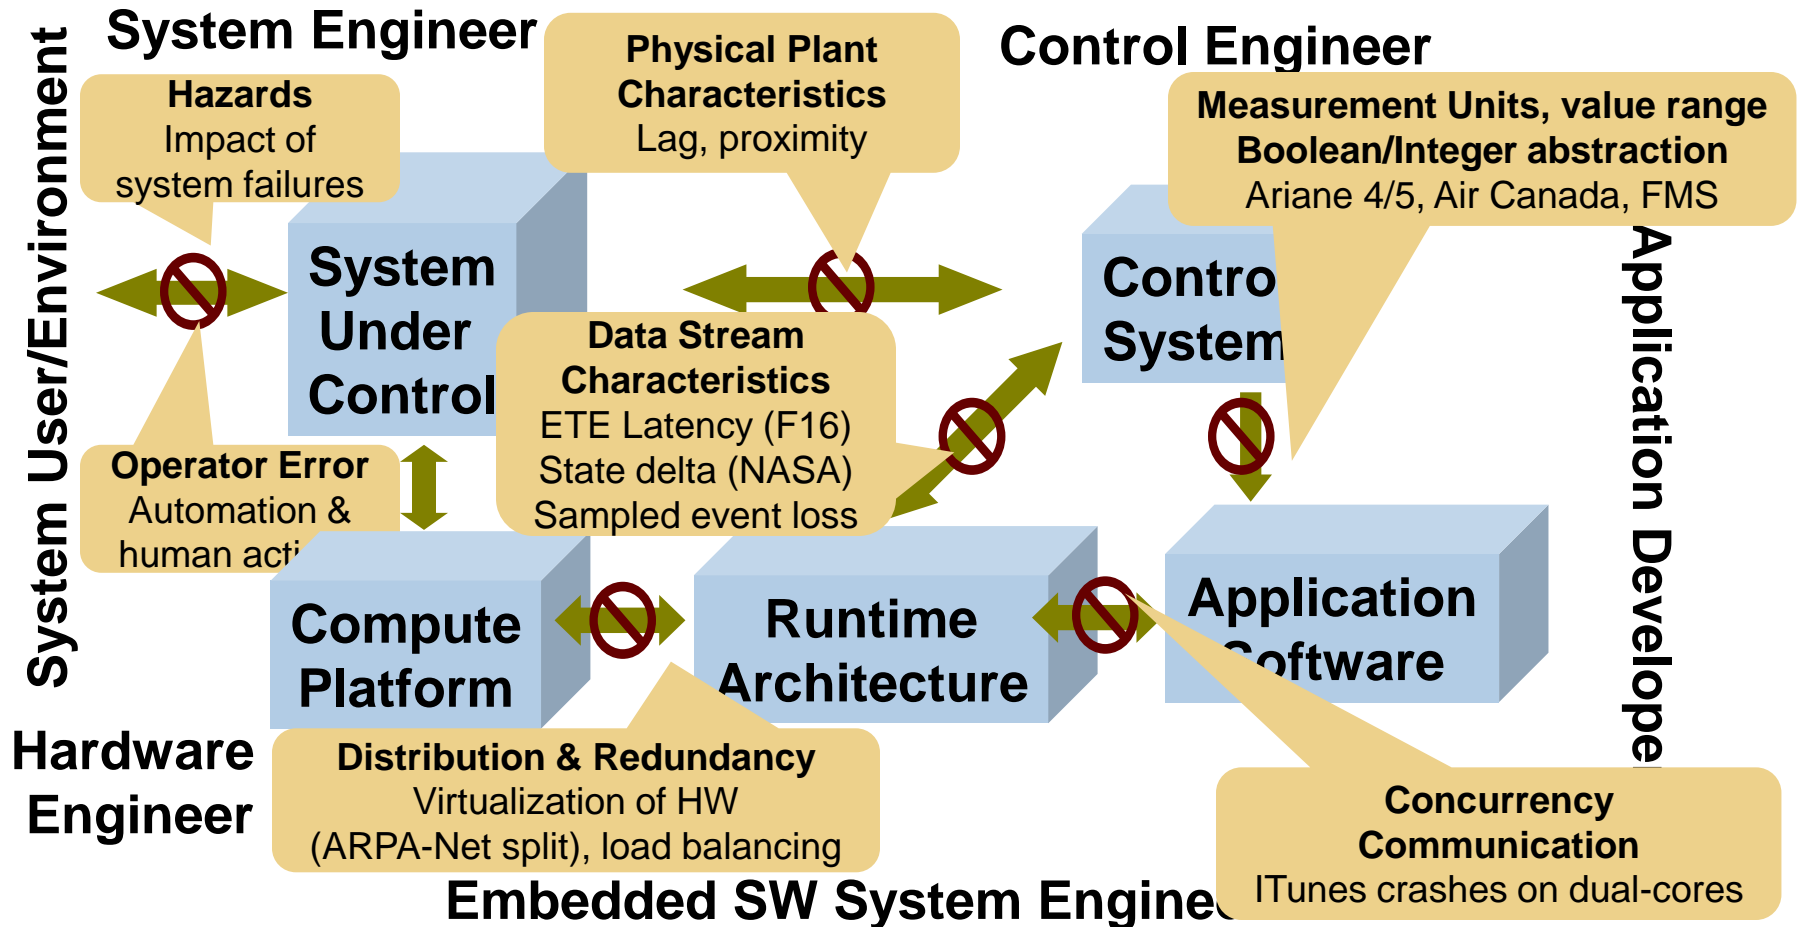 System Engineer
Control Engineer
System User/Environment
Hazards
Impact of
system failures
Physical Plant
Characteristics
Lag, proximity
Measurement Units, value range
Boolean/Integer abstraction
Ariane 4/5, Air Canada, FMS
System
Under
Control
Data Stream
Characteristics
ETE Latency (F16)
State delta (NASA)
Sampled event loss
Contro
System
Application Develope
Operator Error
Automation &
human acti
Compute
Platform
Runtime
Architecture
Application
Software
Hardware
Engineer
Distribution & Redundancy
Virtualization of HW
(ARPA-Net split), load balancing
Concurrency
Communication
ITunes crashes on dual-cores
Embedded SW System Enginee